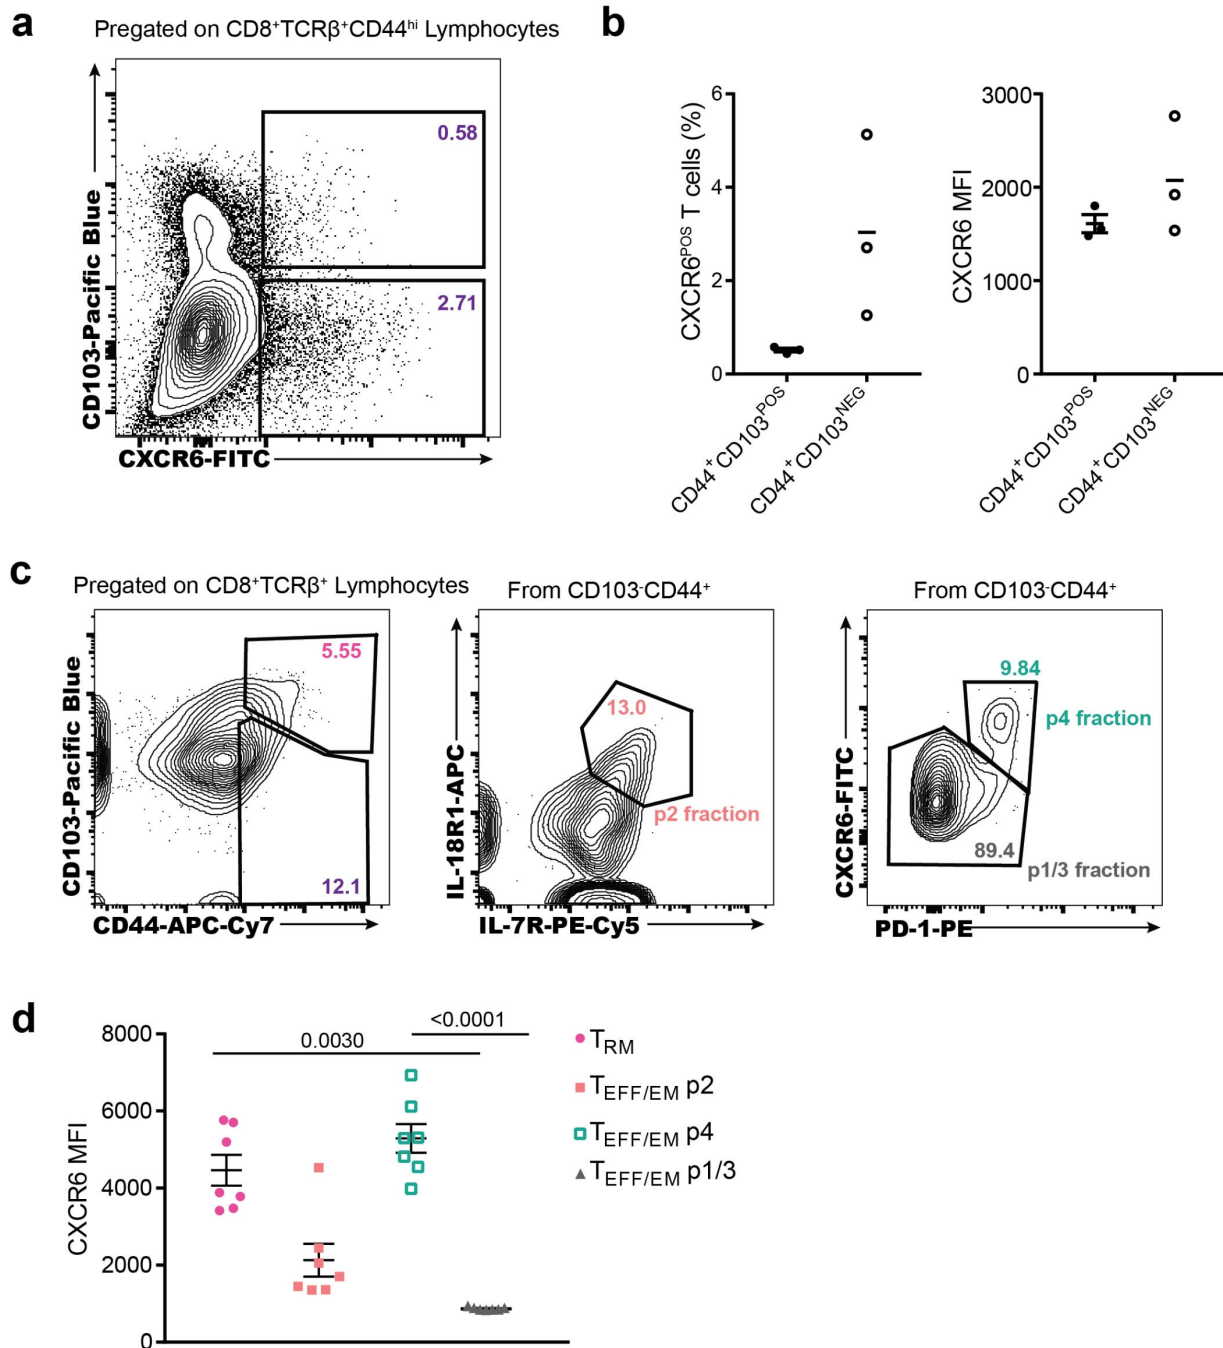 a
Pregated on CD8⁺TCRβ⁺CD44ʰⁱ Lymphocytes
0.58
2.71
CD103-Pacific Blue
CXCR6-FITC
b
CXCR6ᴾᴼˢ T cells (%)
6
4
2
0
CD44⁺CD103ᴾᴼˢ
CD44⁺CD103ᴺᴱᴳ
CXCR6 MFI
3000
2000
1000
0
CD44⁺CD103ᴾᴼˢ
CD44⁺CD103ᴺᴱᴳ
c
Pregated on CD8⁺TCRβ⁺ Lymphocytes
5.55
12.1
CD103-Pacific Blue
CD44-APC-Cy7
From CD103⁻CD44⁺
13.0
p2 fraction
IL-18R1-APC
IL-7R-PE-Cy5
From CD103⁻CD44⁺
9.84
p4 fraction
89.4
p1/3 fraction
CXCR6-FITC
PD-1-PE
d
CXCR6 MFI
8000
6000
4000
2000
0
0.0030
<0.0001
T_RM
T_EFF/EM p2
T_EFF/EM p4
T_EFF/EM p1/3